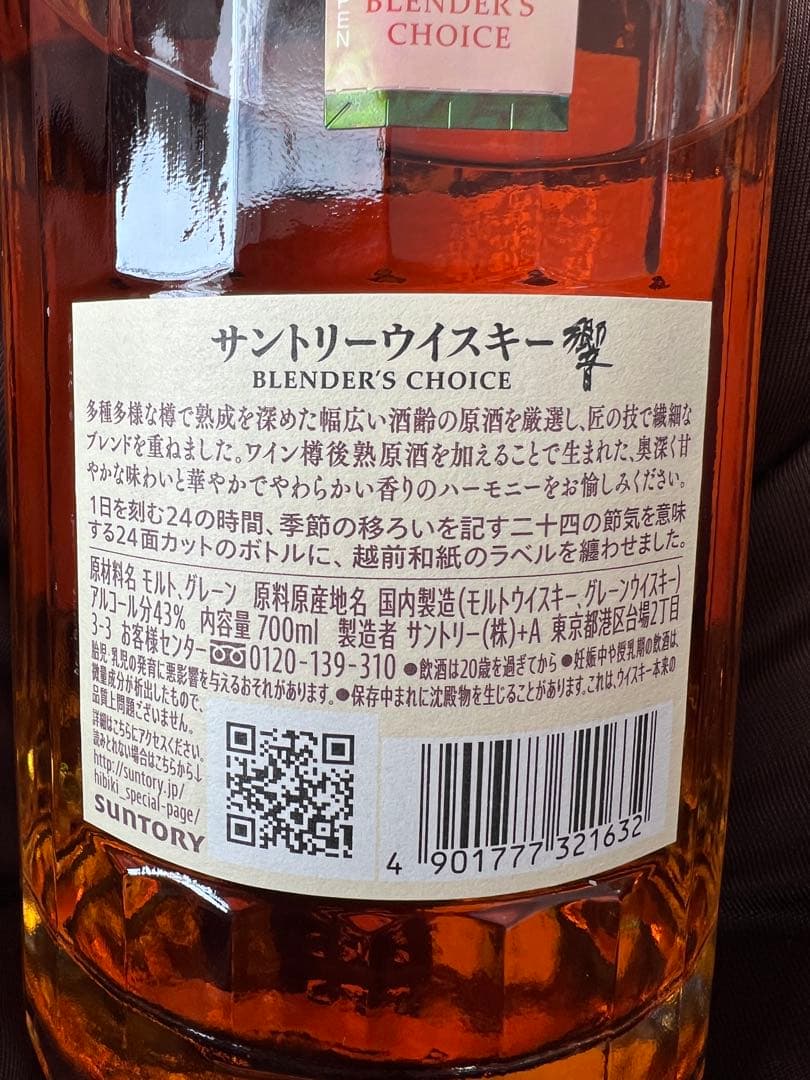 PEN
BLENDER'S
CHOICE
サントリーウイスキー響
BLENDER'S CHOICE
多種多様な樽で熟成を深めた幅広い酒齢の原酒を厳選し、匠の技で繊細な
ブレンドを重ねました。ワイン樽後熟原酒を加えることで生まれた、奥深く甘
やかな味わいと華やかでやわらかい香りのハーモニーをお愉しみください。
1日を刻む24の時間、季節の移ろいを記す二十四の節気を意味
する24面カットのボトルに、越前和紙のラベルを纏わせました。
原材料名 モルト、グレーン 原料原産地名 国内製造(モルトウイスキー、グレーンウイスキー)
アルコール分43% 内容量 700ml 製造者 サントリー(株)+A 東京都港区台場2丁目
3-3 お客様センター 0120-139-310 ●飲酒は20歳を過ぎてから ●妊娠中や授乳期の飲酒は、
胎児・乳児の発育に悪影響を与えるおそれがあります。●保存中まれに沈殿物を生じることがあります。これは、ウイスキー本来の
微量成分が析出したもので、
品質上問題ございません。
詳細はこちらにアクセスください。
読みとれない場合はこちらから↓
http://suntory.jp/
hibiki_special-page/
SUNTORY
4 901777 321632